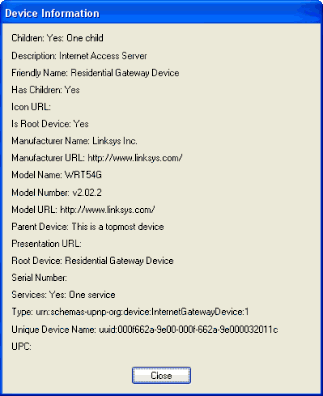 Device Information
Children: Yes: One child
Description: Internet Access Server
Friendly Name: Residential Gateway Device
Has Children: Yes
Icon URL:
Is Root Device: Yes
Manufacturer Name: Linksys Inc.
Manufacturer URL: http://www.linksys.com/
Model Name: WRT54G
Model Number: v2.02.2
Model URL: http://www.linksys.com/
Parent Device: This is a topmost device
Presentation URL:
Root Device: Residential Gateway Device
Serial Number:
Services: Yes: One service
Type: urn:schemas-upnp-org:device:InternetGatewayDevice:1
Unique Device Name: uuid:000f662a-9e00-000f-662a-9e000032011c
UPC:
Close